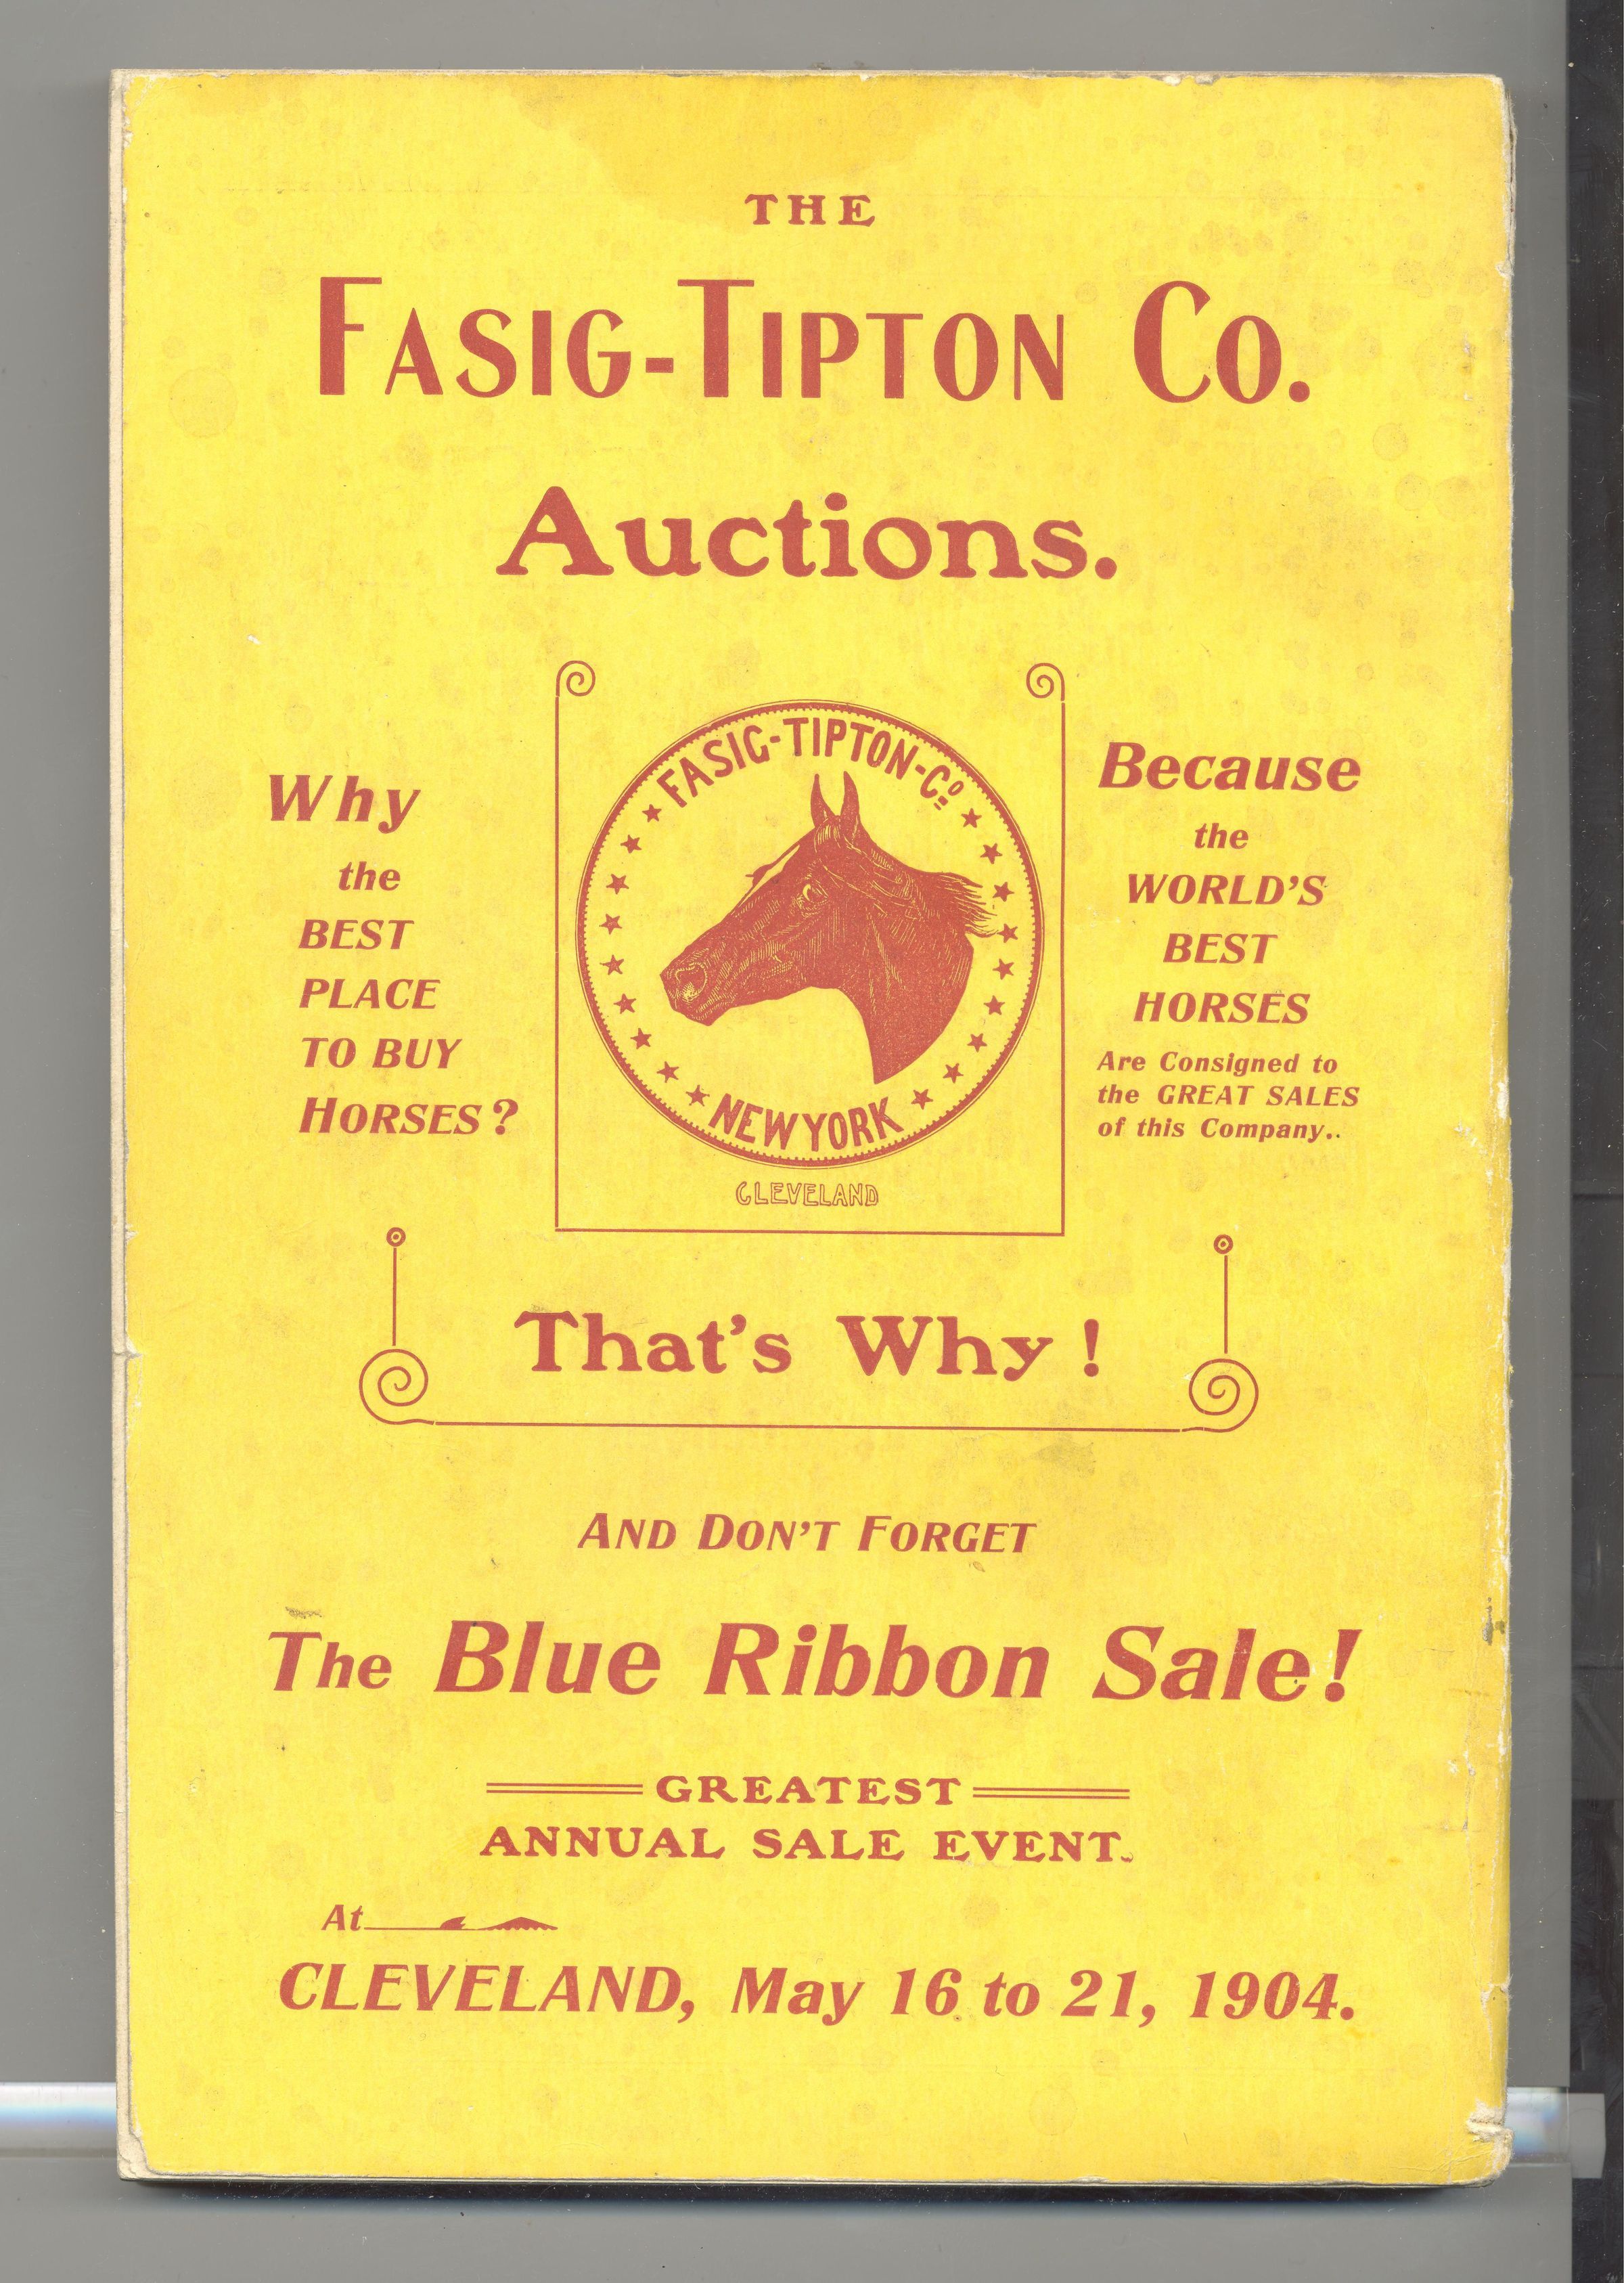 THE
FASIG-TIPTON CO.
Auctions.
Why
the
BEST
PLACE
TO BUY
HORSES?
FASIG-TIPTON-Co.
NEW YORK
CLEVELAND
Because
the
WORLD'S
BEST
HORSES
Are Consigned to
the GREAT SALES
of this Company..
That's Why!
AND DON'T FORGET
The Blue Ribbon Sale!
GREATEST
ANNUAL SALE EVENT.
At
CLEVELAND, May 16 to 21, 1904.